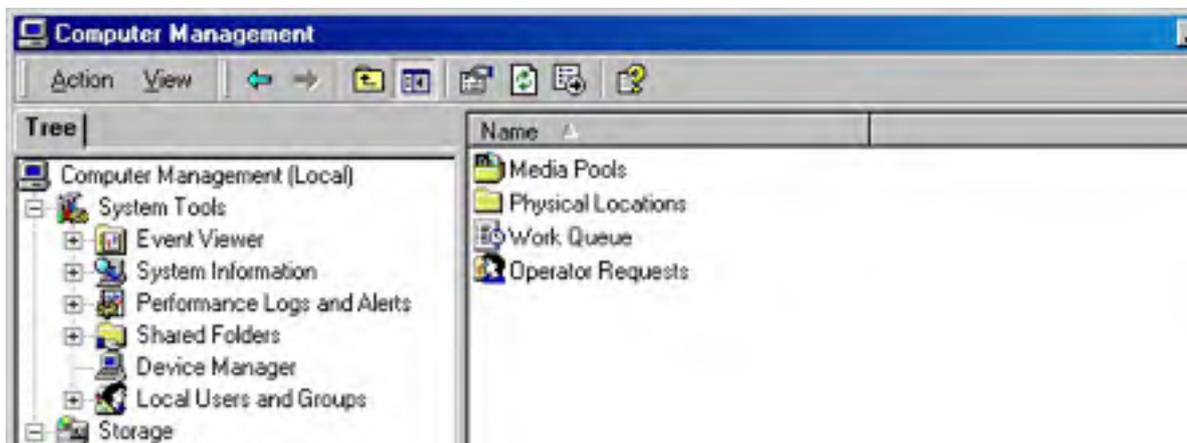 Computer Management
Action View
Tree
Name
Computer Management (Local)
System Tools
Event Viewer
System Information
Performance Logs and Alerts
Shared Folders
Device Manager
Local Users and Groups
Storage
Media Pools
Physical Locations
Work Queue
Operator Requests